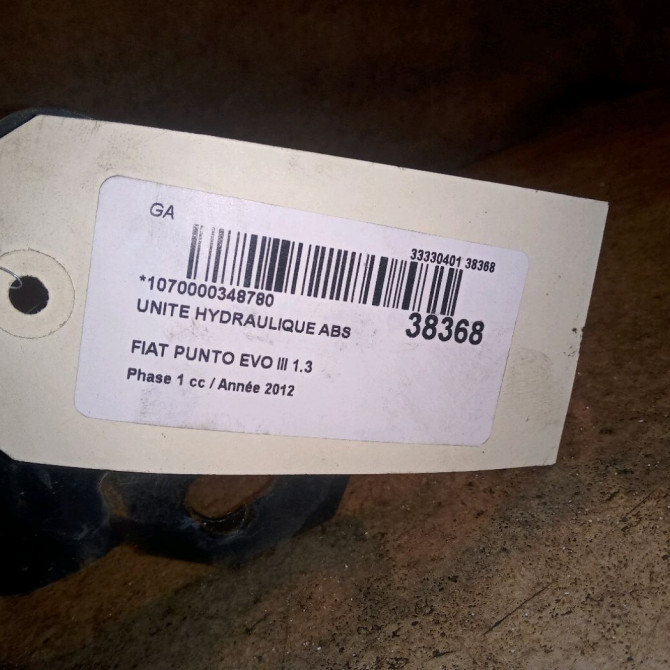 GA
33330401 38368
*1070000348780
38368
UNITE HYDRAULIQUE ABS
FIAT PUNTO EVO III 1.3
Phase 1 cc / Année 2012